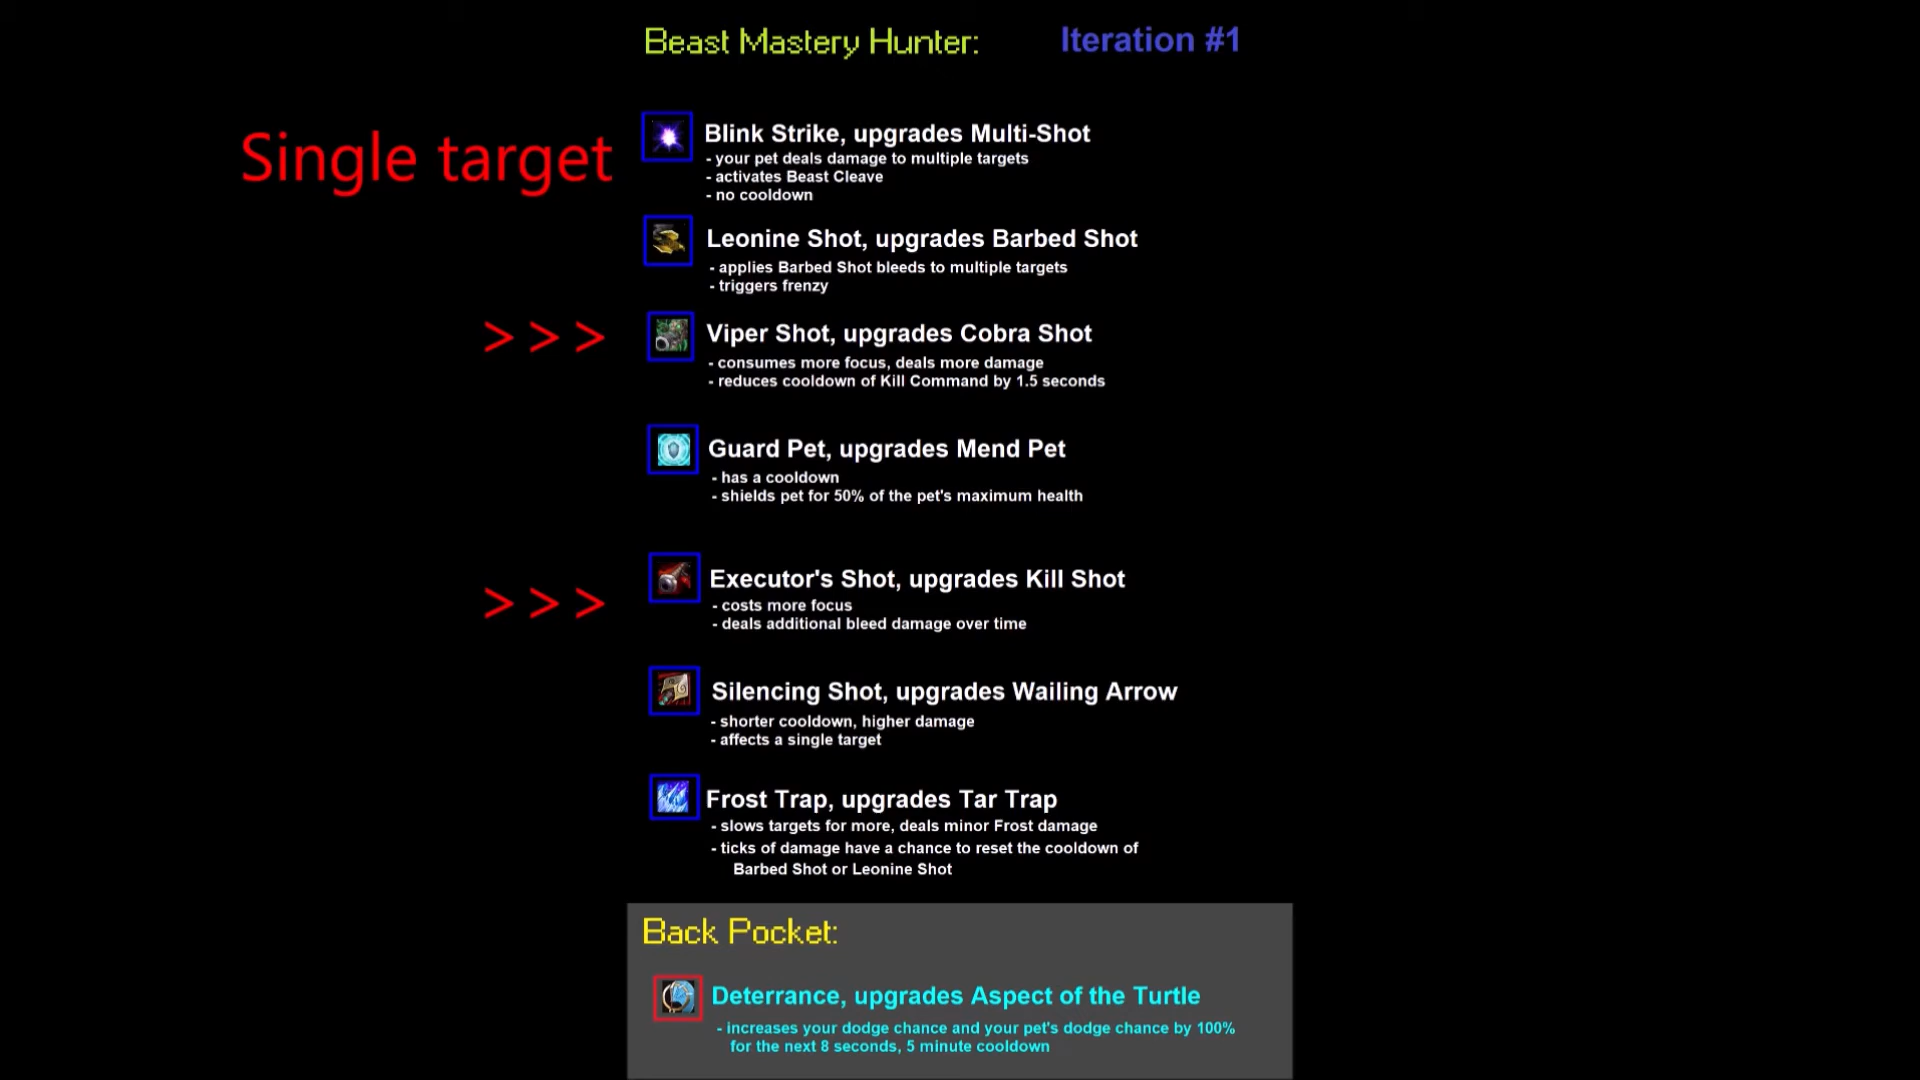 Beast Mastery Hunter:
Iteration #1
Single target
Blink Strike, upgrades Multi-Shot
- your pet deals damage to multiple targets
- activates Beast Cleave
- no cooldown
Leonine Shot, upgrades Barbed Shot
- applies Barbed Shot bleeds to multiple targets
- triggers frenzy
> > >
Viper Shot, upgrades Cobra Shot
- consumes more focus, deals more damage
- reduces cooldown of Kill Command by 1.5 seconds
Guard Pet, upgrades Mend Pet
- has a cooldown
- shields pet for 50% of the pet's maximum health
> > >
Executor's Shot, upgrades Kill Shot
- costs more focus
- deals additional bleed damage over time
Silencing Shot, upgrades Wailing Arrow
- shorter cooldown, higher damage
- affects a single target
Frost Trap, upgrades Tar Trap
- slows targets for more, deals minor Frost damage
- ticks of damage have a chance to reset the cooldown of
Barbed Shot or Leonine Shot
Back Pocket:
Deterrance, upgrades Aspect of the Turtle
- increases your dodge chance and your pet's dodge chance by 100%
for the next 8 seconds, 5 minute cooldown